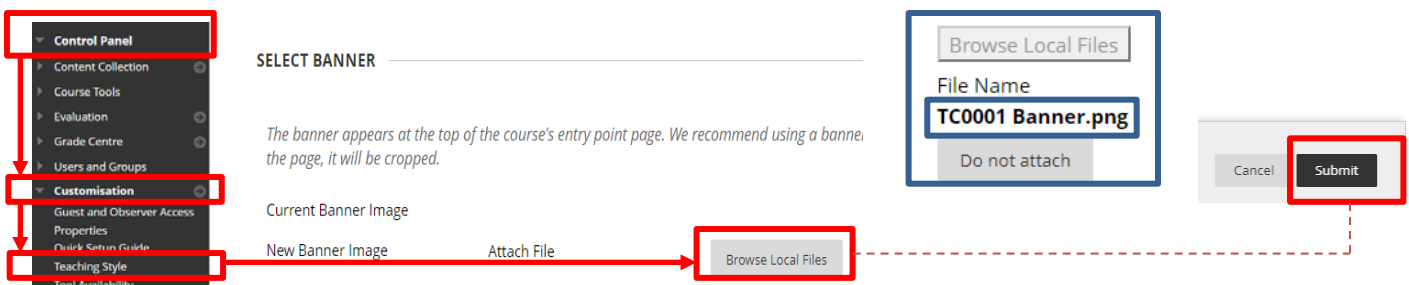 Control Panel
Content Collection
Course Tools
Evaluation
Grade Centre
Users and Groups
Customisation
Guest and Observer Access
Properties
Quick Setup Guide
Teaching Style
Tool Availability
SELECT BANNER
The banner appears at the top of the course's entry point page. We recommend using a banner
the page, it will be cropped.
Current Banner Image
New Banner Image
Attach File
Browse Local Files
Browse Local Files
File Name
TC0001 Banner.png
Do not attach
Cancel
Submit